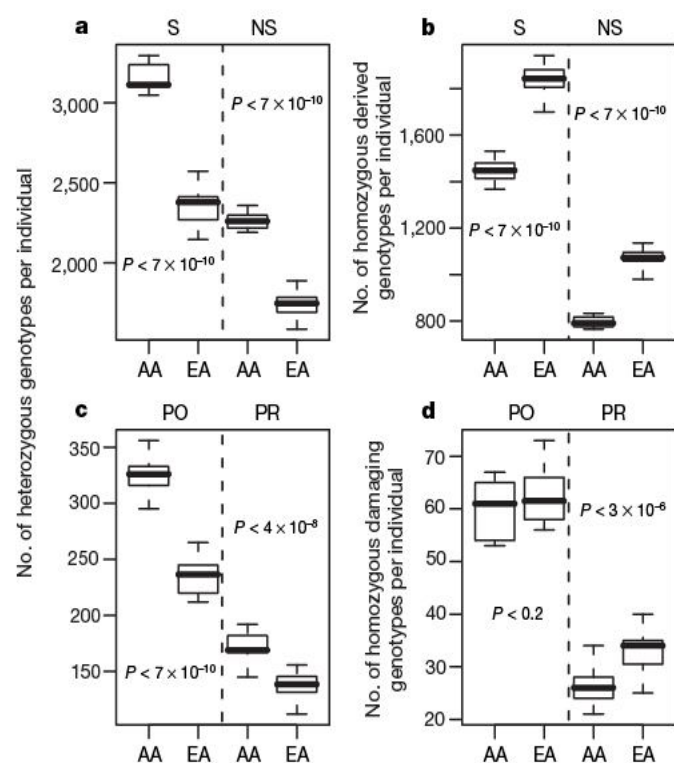 a S NS
No. of heterozygous genotypes per individual
3,000
2,500
2,000
P < 7 × 10⁻¹⁰
P < 7 × 10⁻¹⁰
AA EA AA EA
b S NS
No. of homozygous derived
genotypes per individual
1,600
1,200
800
P < 7 × 10⁻¹⁰
P < 7 × 10⁻¹⁰
AA EA AA EA
c PO PR
350
300
250
200
150
P < 4 × 10⁻⁸
P < 7 × 10⁻¹⁰
AA EA AA EA
d PO PR
No. of homozygous damaging
genotypes per individual
70
60
50
40
30
20
P < 3 × 10⁻⁶
P < 0.2
AA EA AA EA